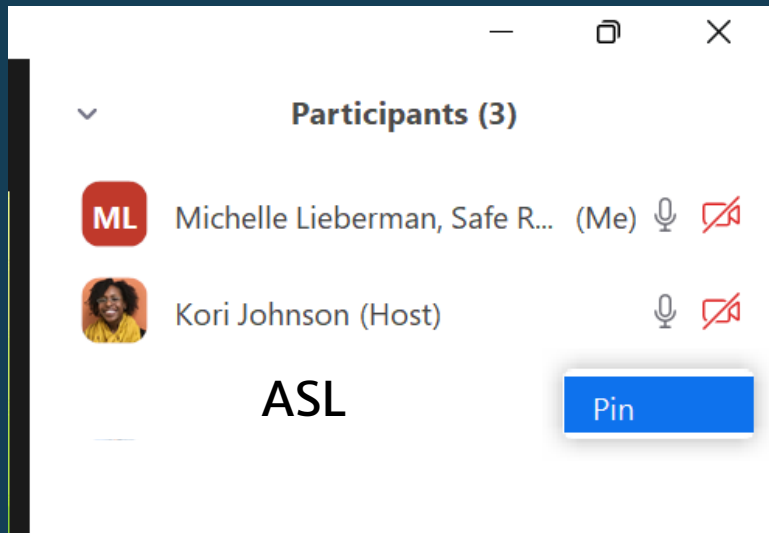 Participants (3)
ML Michelle Lieberman, Safe R... (Me)
Kori Johnson (Host)
ASL Pin